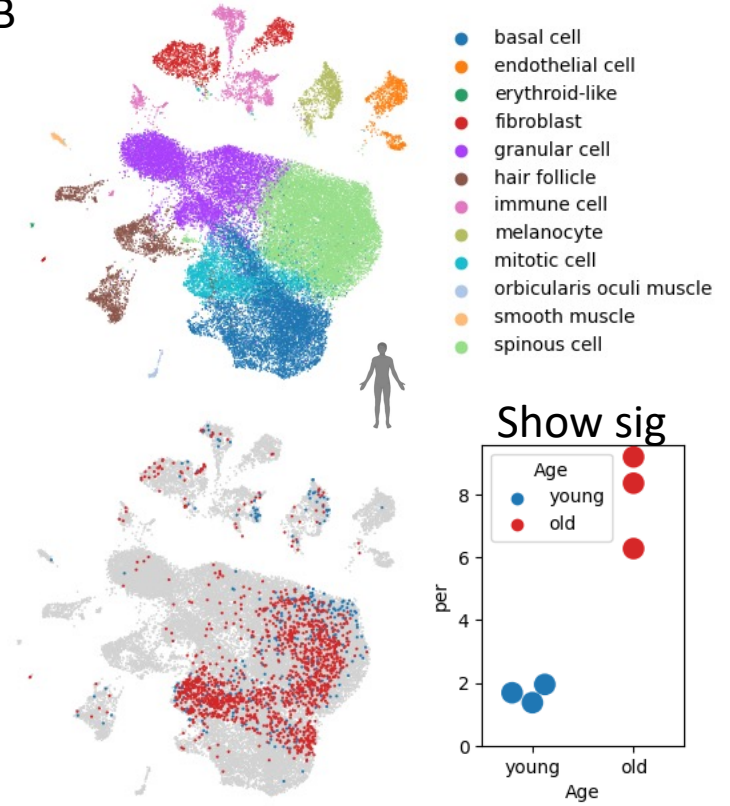 B
basal cell
endothelial cell
erythroid-like
fibroblast
granular cell
hair follicle
immune cell
melanocyte
mitotic cell
orbicularis oculi muscle
smooth muscle
spinous cell
Show sig
Age
young
old
per
8
6
4
2
0
young old
Age